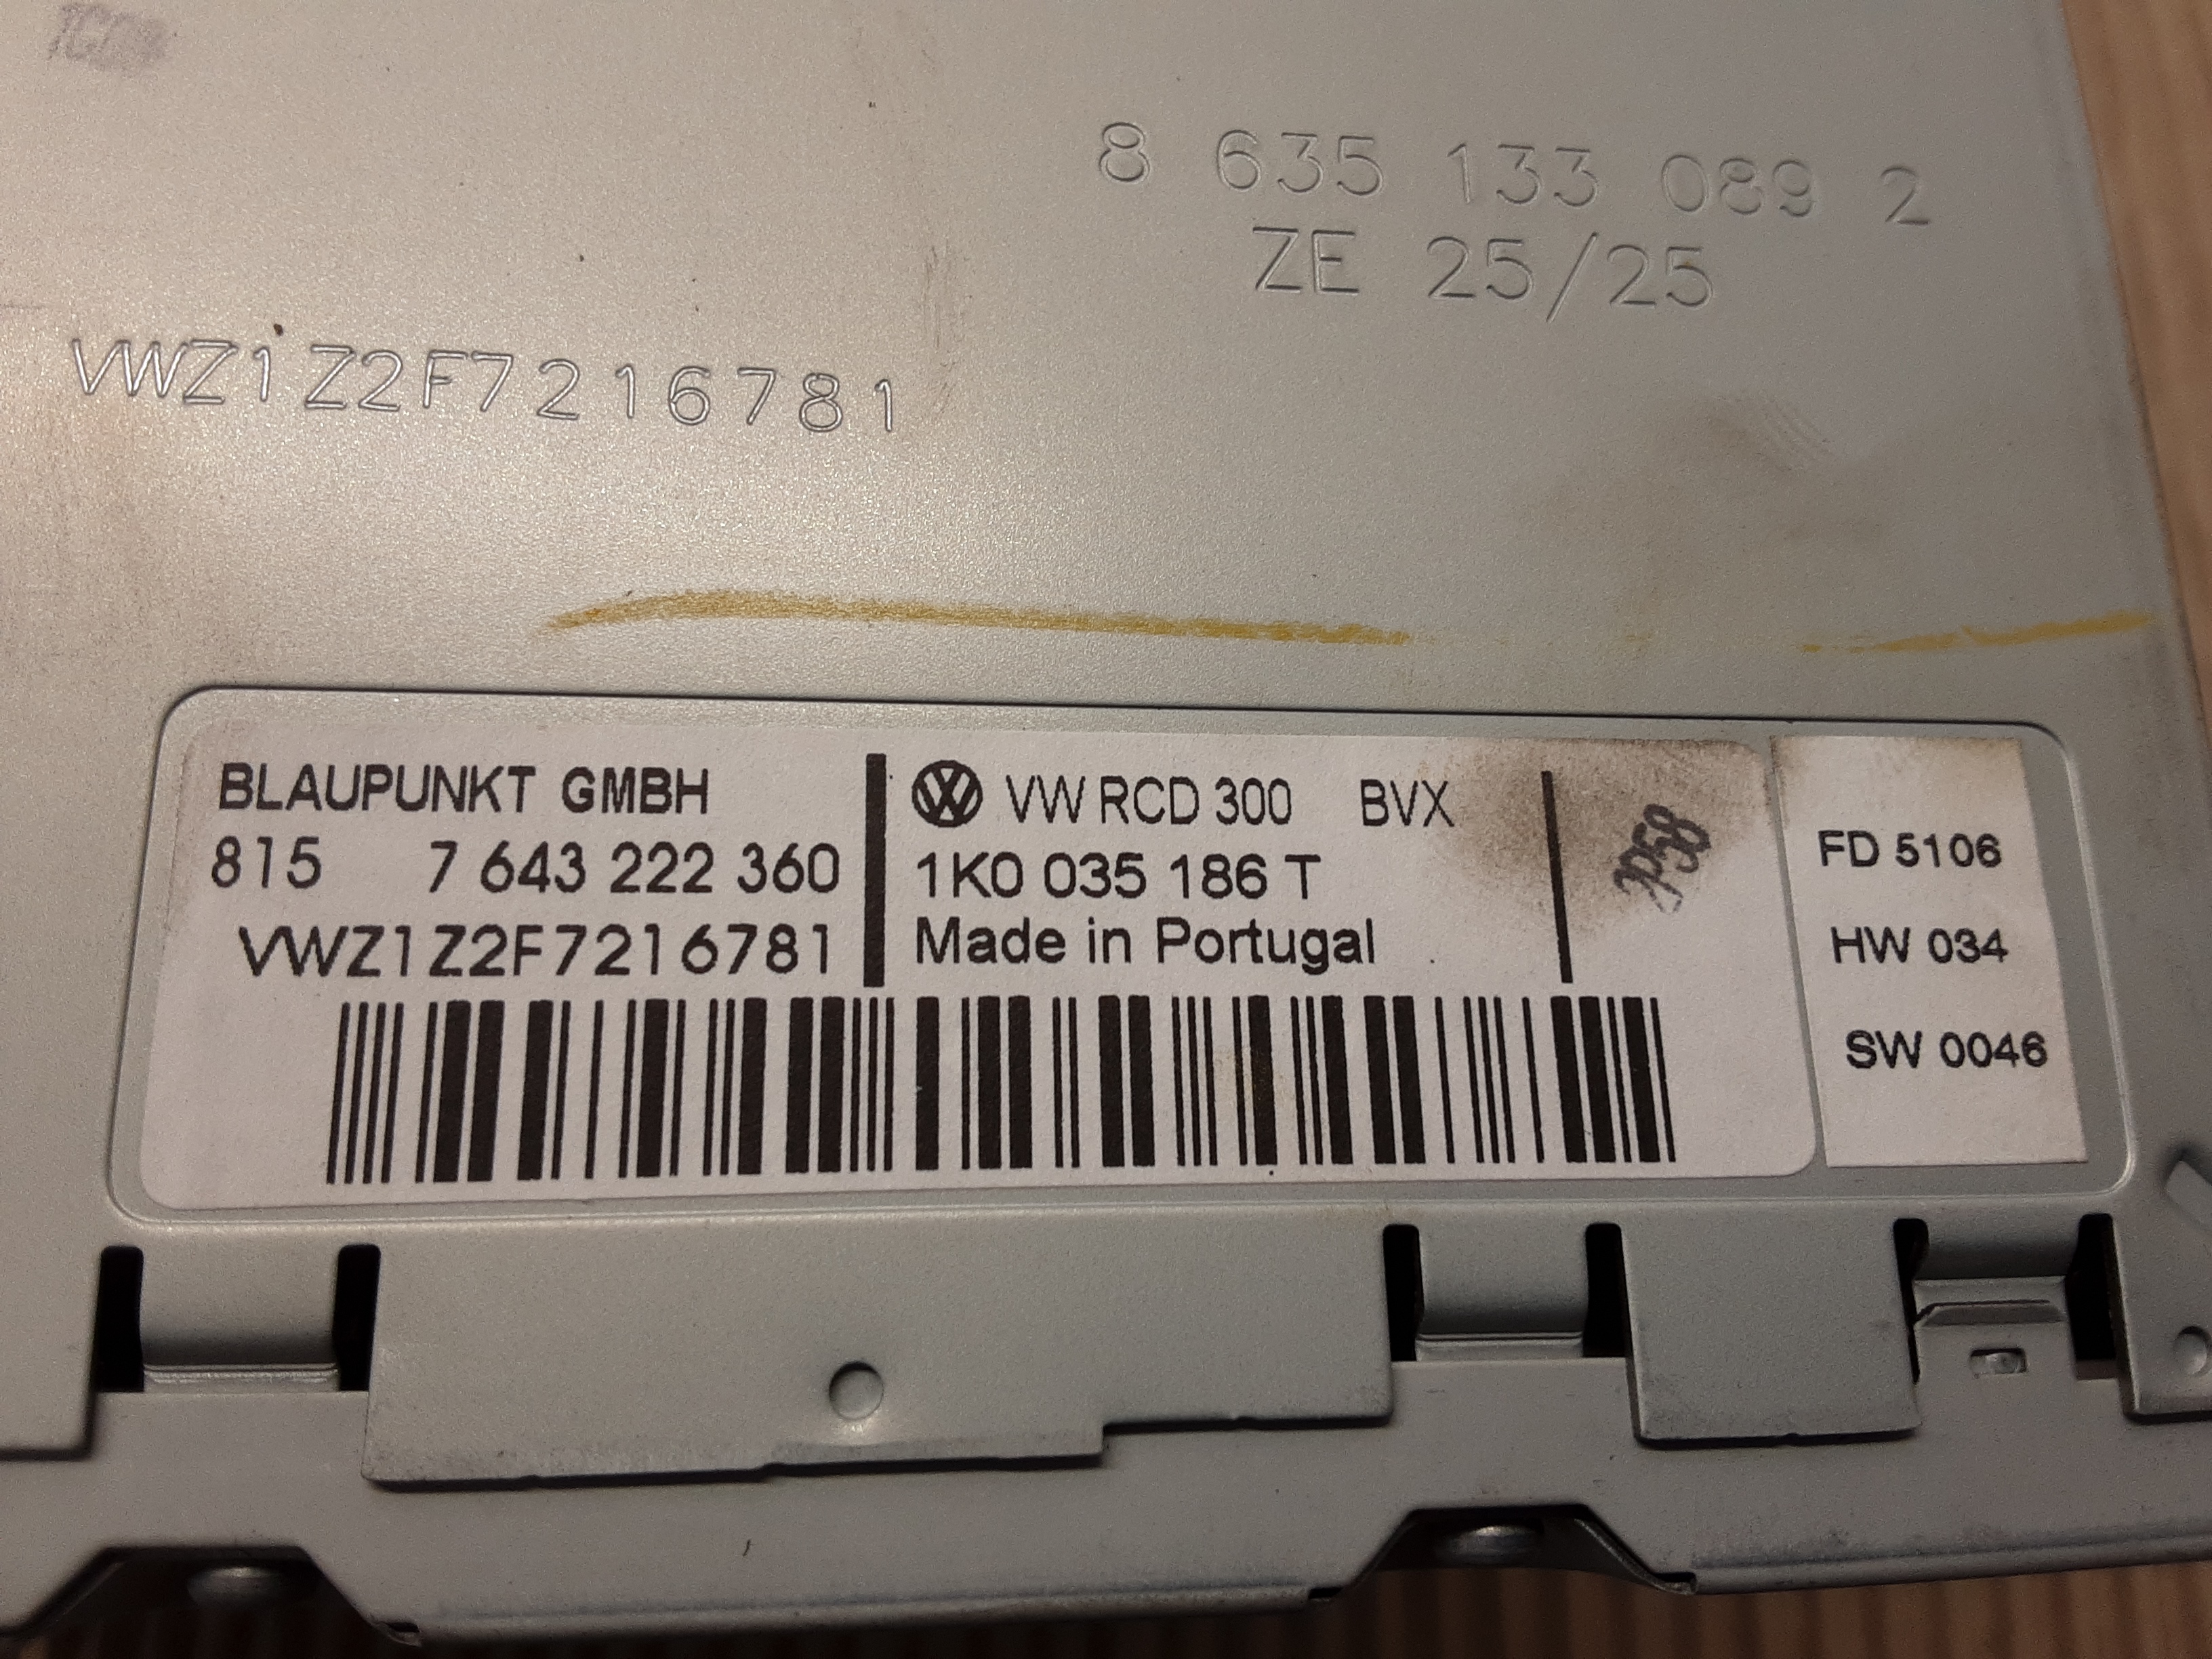 8 635 133 089 2
ZE 25/25
VWZ1Z2F7216781
BLAUPUNKT GMBH
815 7 643 222 360
VWZ1Z2F7216781
VW RCD 300 BVX
1K0 035 186 T
Made in Portugal
FD 5106
HW 034
SW 0046